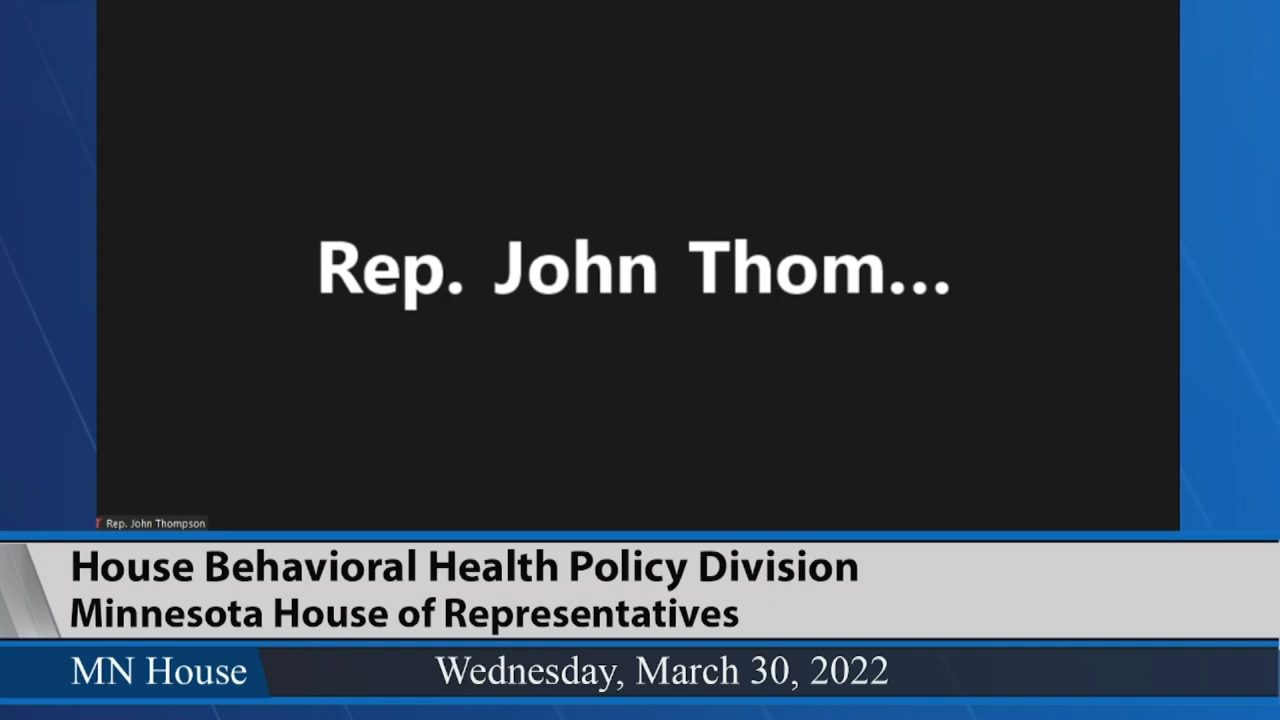 Rep. John Thom...
Rep. John Thompson
House Behavioral Health Policy Division
Minnesota House of Representatives
MN House Wednesday, March 30, 2022